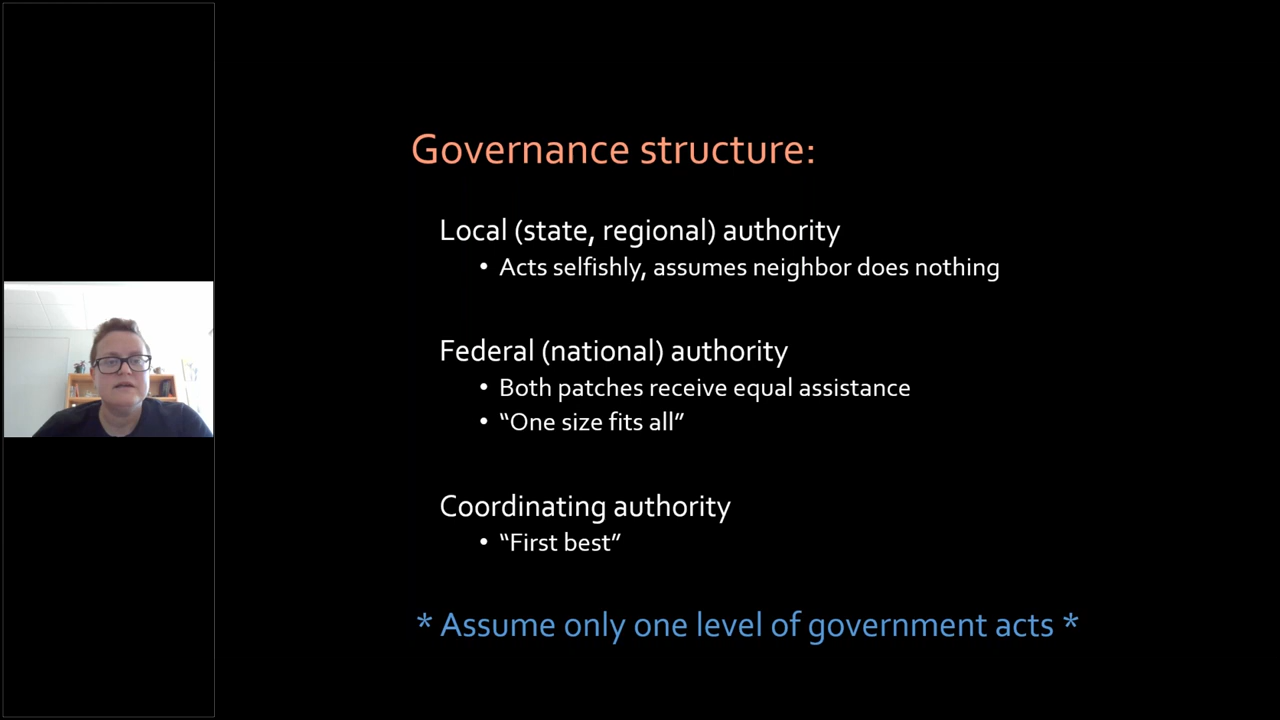 Governance structure:
Local (state, regional) authority
• Acts selfishly, assumes neighbor does nothing
Federal (national) authority
• Both patches receive equal assistance
• “One size fits all”
Coordinating authority
• “First best”
* Assume only one level of government acts *